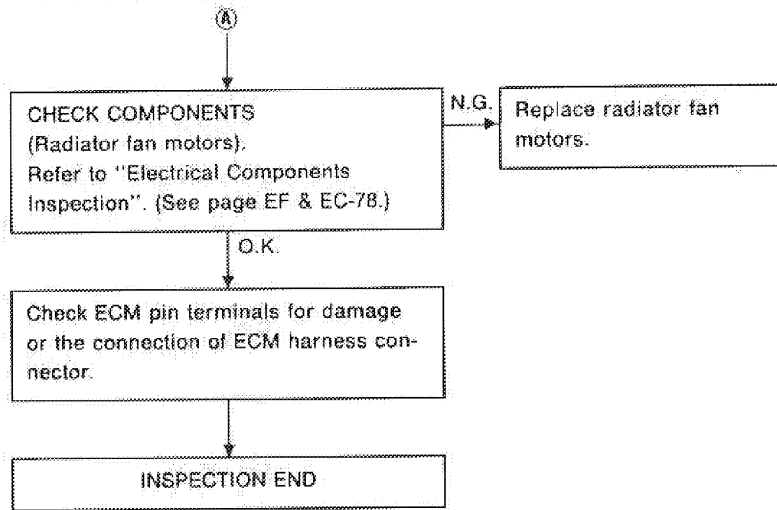 A
CHECK COMPONENTS
(Radiator fan motors).
Refer to "Electrical Components
Inspection". (See page EF & EC-78.)
N.G.
Replace radiator fan
motors.
O.K.
Check ECM pin terminals for damage
or the connection of ECM harness con-
nector.
INSPECTION END